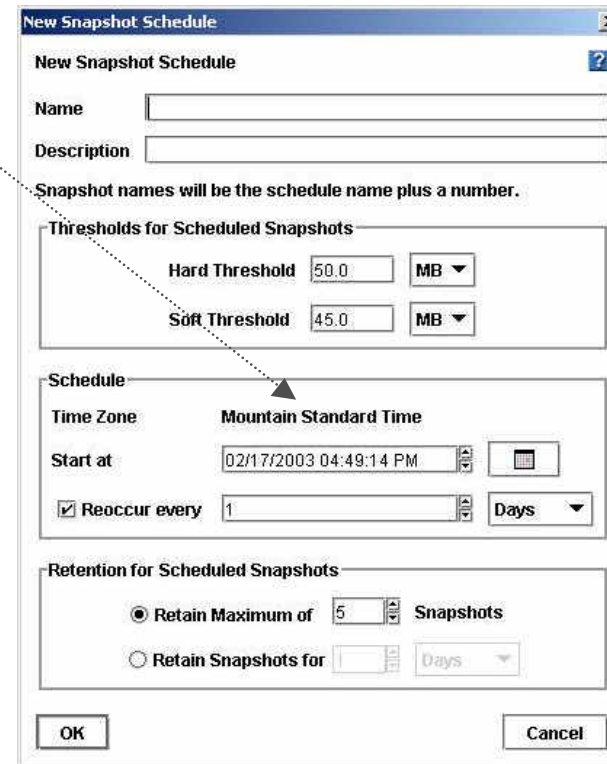 New Snapshot Schedule
New Snapshot Schedule
Name
Description
Snapshot names will be the schedule name plus a number.
Thresholds for Scheduled Snapshots
Hard Threshold 50.0 MB
Soft Threshold 45.0 MB
Schedule
Time Zone Mountain Standard Time
Start at 02/17/2003 04:49:14 PM
Reoccur every 1 Days
Retention for Scheduled Snapshots
Retain Maximum of 5 Snapshots
Retain Snapshots for 1 Days
OK Cancel